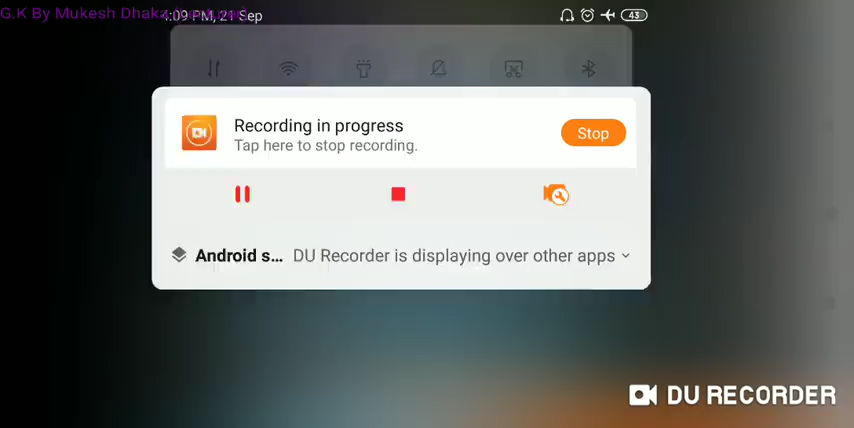 G.K By Mukesh Dhaka
:09 PM, 21 Sep
43
Recording in progress
Tap here to stop recording.
Stop
Android s... DU Recorder is displaying over other apps
DU RECORDER